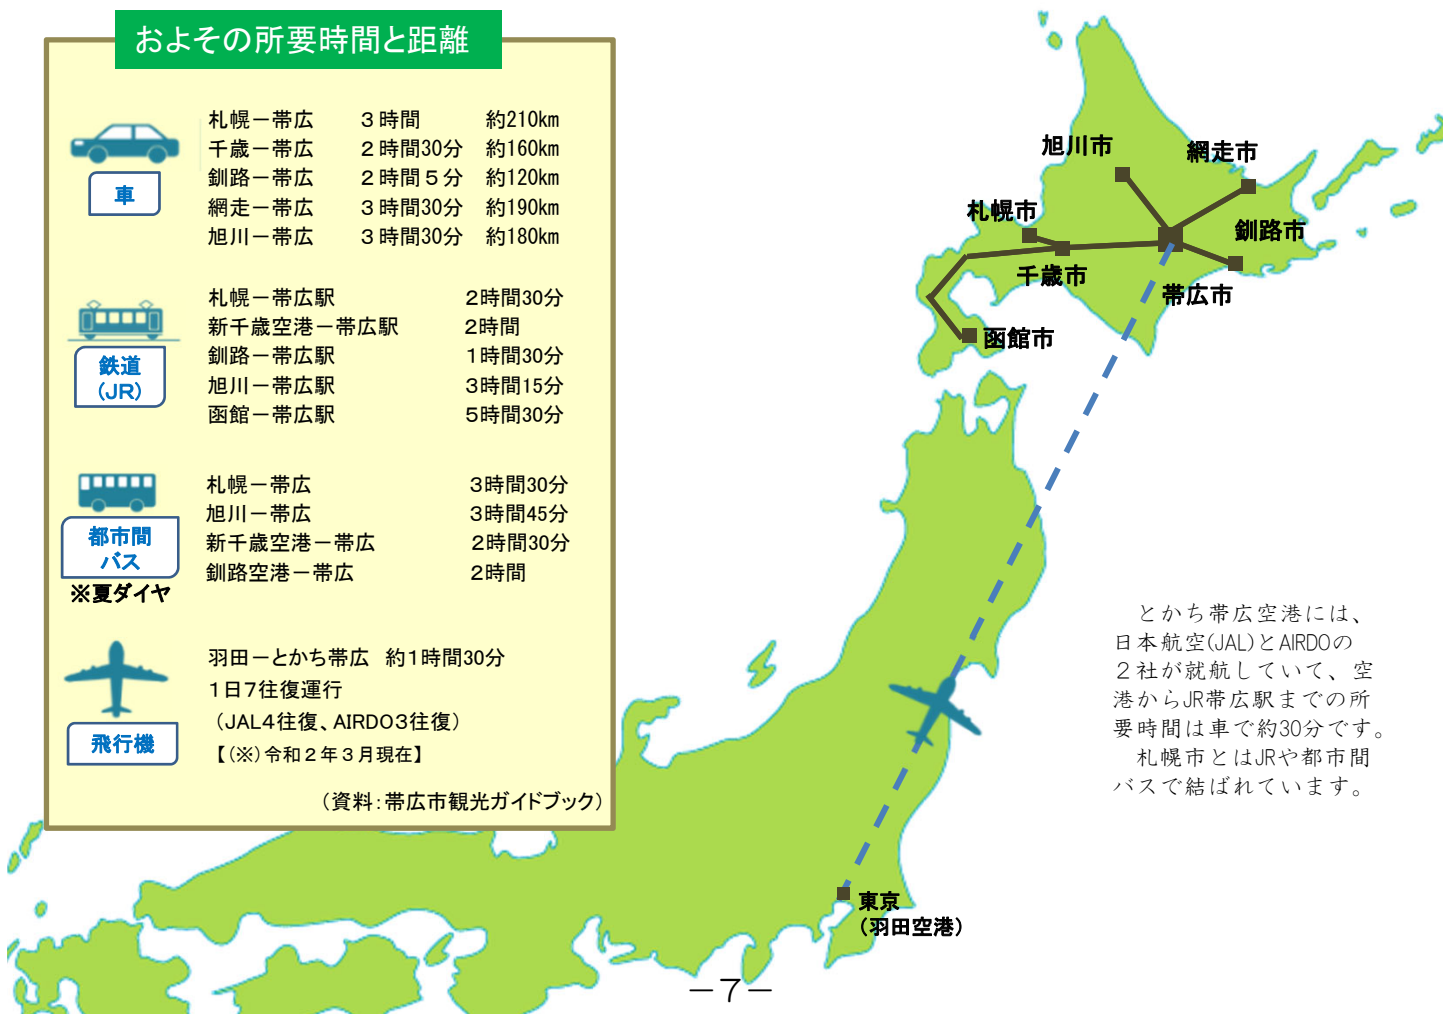 およその所要時間と距離
車
札幌－帯広　３時間　約210km
千歳－帯広　２時間30分　約160km
釧路－帯広　２時間５分　約120km
網走－帯広　３時間30分　約190km
旭川－帯広　３時間30分　約180km
鉄道
（JR）
札幌－帯広駅　2時間30分
新千歳空港－帯広駅　2時間
釧路－帯広駅　1時間30分
旭川－帯広駅　3時間15分
函館－帯広駅　5時間30分
都市間
バス
※夏ダイヤ
札幌－帯広　3時間30分
旭川－帯広　3時間45分
新千歳空港－帯広　2時間30分
釧路空港－帯広　2時間
飛行機
羽田－とかち帯広　約1時間30分
1日7往復運行
（JAL4往復、AIRDO3往復）
【（※）令和２年３月現在】
（資料：帯広市観光ガイドブック）
旭川市
網走市
札幌市
釧路市
千歳市
帯広市
函館市
東京
（羽田空港）
とかち帯広空港には、
日本航空(JAL)とAIRDOの
２社が就航していて、空
港からJR帯広駅までの所
要時間は車で約30分です。
札幌市とはJRや都市間
バスで結ばれています。
－7－